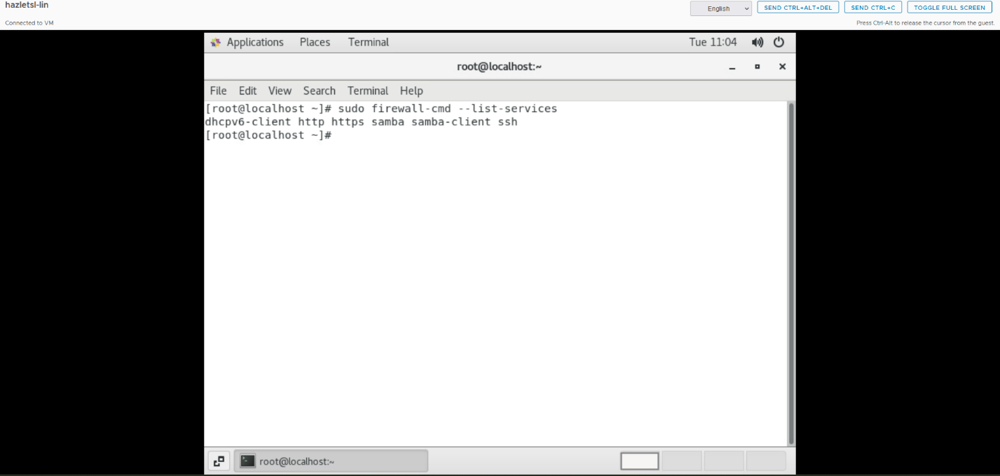 hazletsl-lin
English
SEND CTRL+ALT+DEL
SEND CTRL+C
TOGGLE FULL SCREEN
Connected to VM
Press Ctrl-Alt to release the cursor from the guest.
Applications Places Terminal Tue 11:04
root@localhost:~
File Edit View Search Terminal Help
[root@localhost ~]# sudo firewall-cmd --list-services
dhcpv6-client http https samba samba-client ssh
[root@localhost ~]#
root@localhost:~